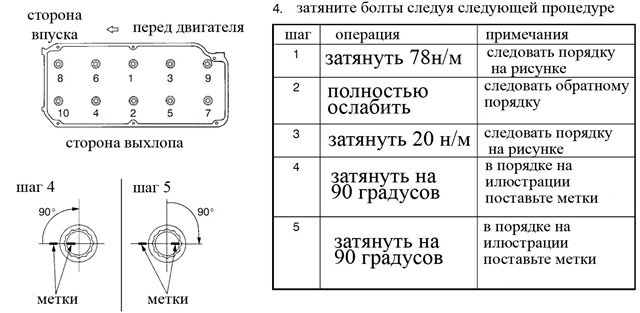 сторона
впуска
перед двигателя
8 6 1 3 9
10 4 2 5 7
сторона выхлопа
шаг 4
шаг 5
90°
90°
метки
метки
4. затяните болты следуя следующей процедуре
шаг операция примечания
1 затянуть 78н/м следовать порядку
на рисунке
2 полностью следовать обратному
ослабить порядку
3 затянуть 20 н/м следовать порядку
на рисунке
4 затянуть на в порядке на
90 градусов илюстрации
поставьте метки
5 затянуть на в порядке на
90 градусов илюстрации
поставьте метки